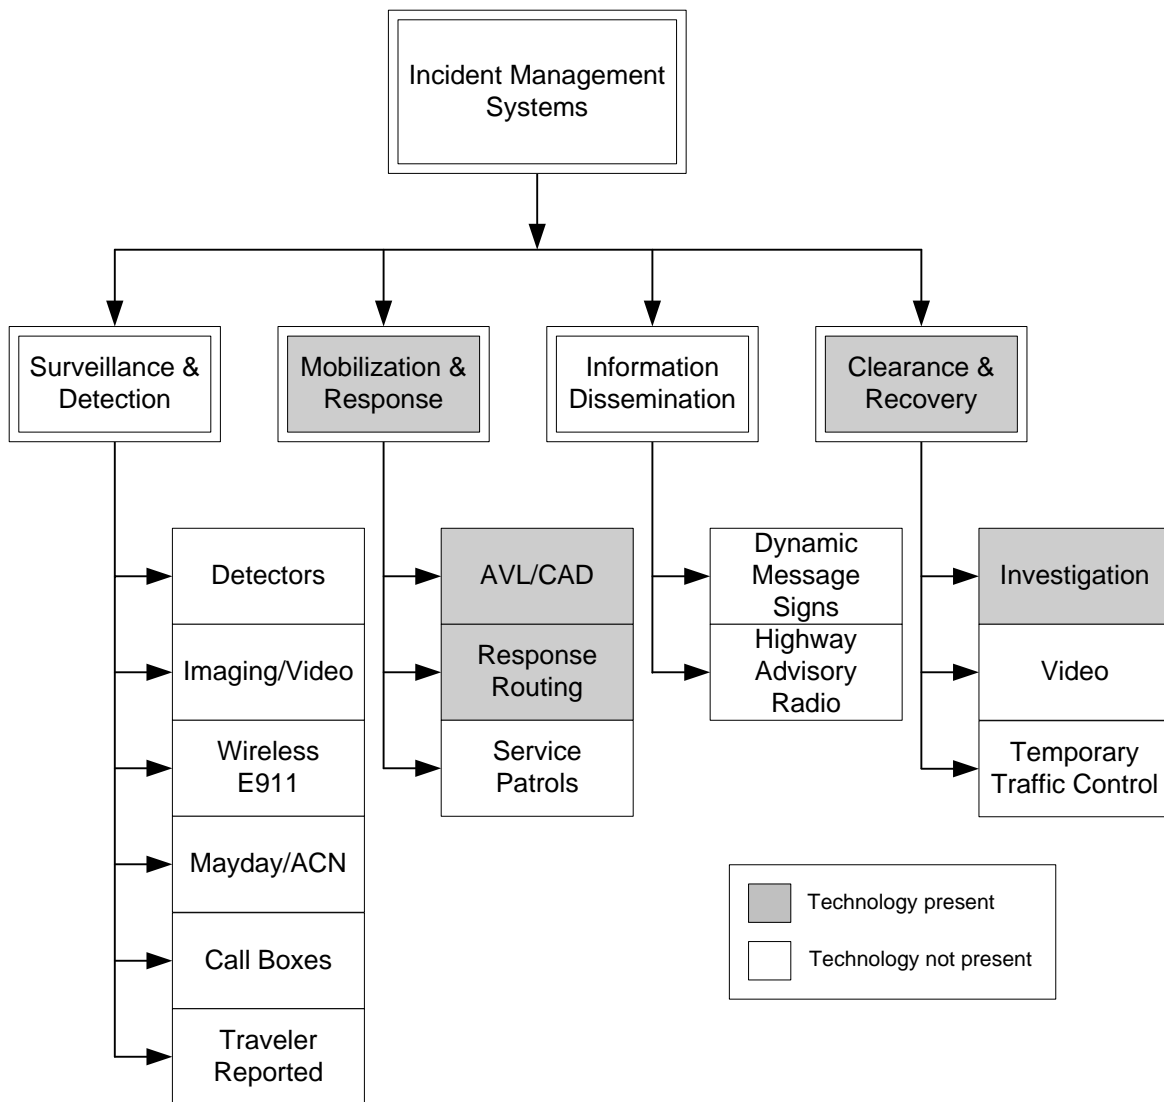 Incident Management
Systems
Surveillance &
Detection
Mobilization &
Response
Information
Dissemination
Clearance &
Recovery
Detectors
Imaging/Video
Wireless
E911
Mayday/ACN
Call Boxes
Traveler
Reported
AVL/CAD
Response
Routing
Service
Patrols
Dynamic
Message
Signs
Highway
Advisory
Radio
Investigation
Video
Temporary
Traffic Control
Technology present
Technology not present